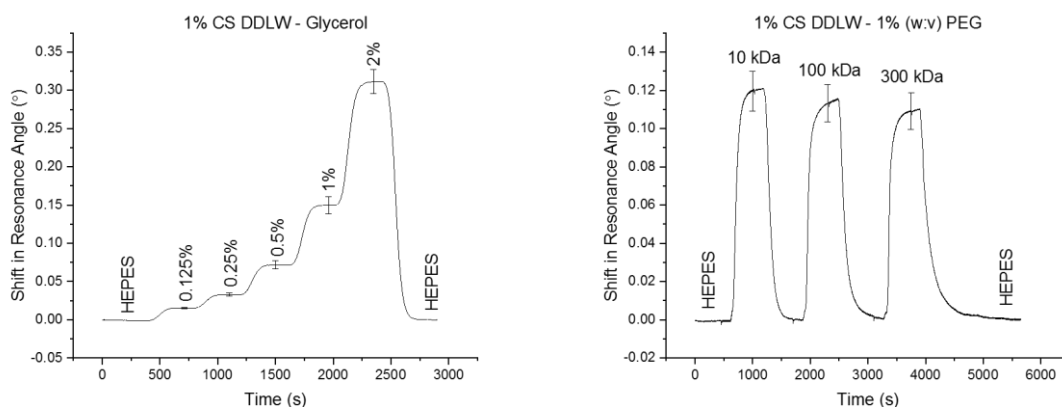 1% CS DDLW - Glycerol
Shift in Resonance Angle (°)
0.35
0.30
0.25
0.20
0.15
0.10
0.05
0.00
-0.05
HEPES
0.125%
0.25%
0.5%
1%
2%
HEPES
0
500
1000
1500
2000
2500
3000
Time (s)
1% CS DDLW - 1% (w:v) PEG
Shift in Resonance Angle (°)
0.14
0.12
0.10
0.08
0.06
0.04
0.02
0.00
-0.02
HEPES
10 kDa
100 kDa
300 kDa
HEPES
0
1000
2000
3000
4000
5000
6000
Time (s)